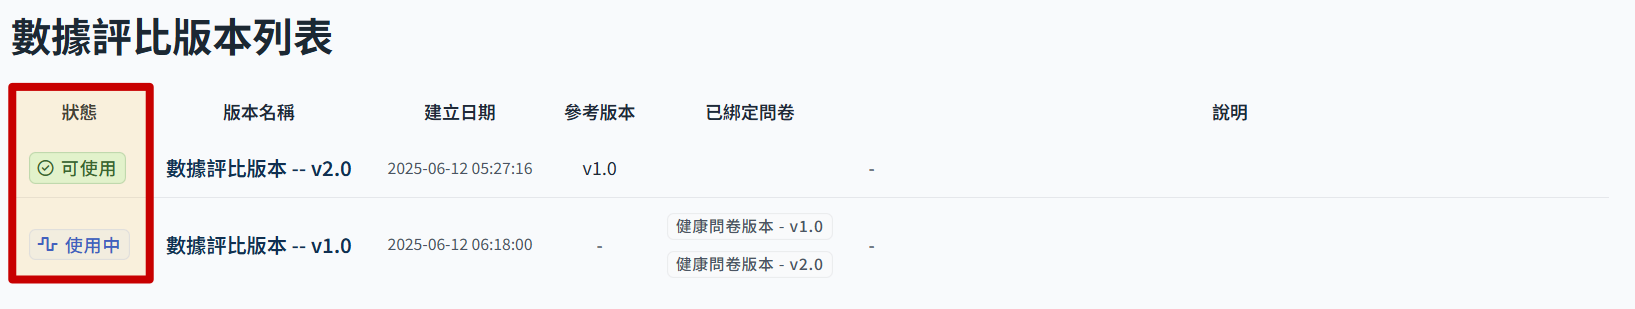 數據評比版本列表
狀態 版本名稱 建立日期 參考版本 已綁定問卷 說明
可使用 數據評比版本 -- v2.0 2025-06-12 05:27:16 v1.0 -
健康問卷版本 - v1.0
使用中 數據評比版本 -- v1.0 2025-06-12 06:18:00 - -
健康問卷版本 - v2.0